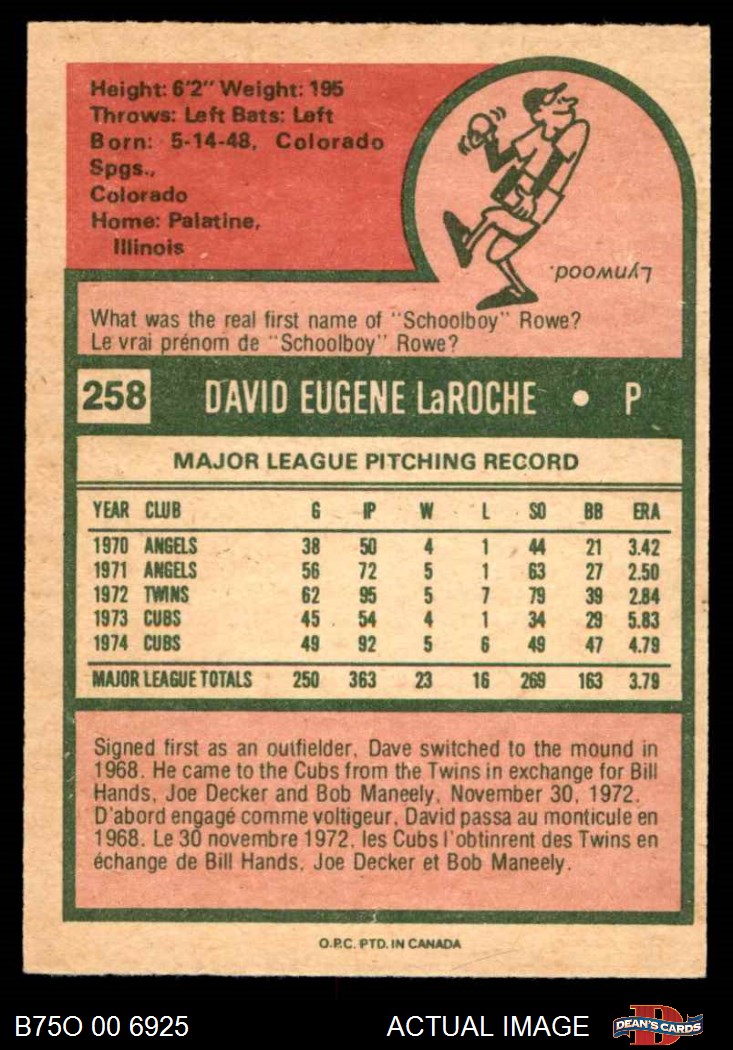 Height: 6'2" Weight: 195
Throws: Left Bats: Left
Born: 5-14-48, Colorado
Spgs.,
Colorado
Home: Palatine,
Illinois
Lynwood.
What was the real first name of "Schoolboy" Rowe?
Le vrai prénom de "Schoolboy" Rowe?
258 DAVID EUGENE LaROCHE • P
MAJOR LEAGUE PITCHING RECORD
YEAR CLUB G IP W L SO BB ERA
1970 ANGELS 38 50 4 1 44 21 3.42
1971 ANGELS 56 72 5 1 63 27 2.50
1972 TWINS 62 95 5 7 79 39 2.84
1973 CUBS 45 54 4 1 34 29 5.83
1974 CUBS 49 92 5 6 49 47 4.79
MAJOR LEAGUE TOTALS 250 363 23 16 269 163 3.79
Signed first as an outfielder, Dave switched to the mound in
1968. He came to the Cubs from the Twins in exchange for Bill
Hands, Joe Decker and Bob Maneely, November 30, 1972.
D'abord engagé comme voltigeur, David passa au monticule en
1968. Le 30 novembre 1972, les Cubs l'obtinrent des Twins en
échange de Bill Hands, Joe Decker et Bob Maneely.
O.P.C. PTD. IN CANADA
B75O 00 6925 ACTUAL IMAGE DEAN'S CARDS